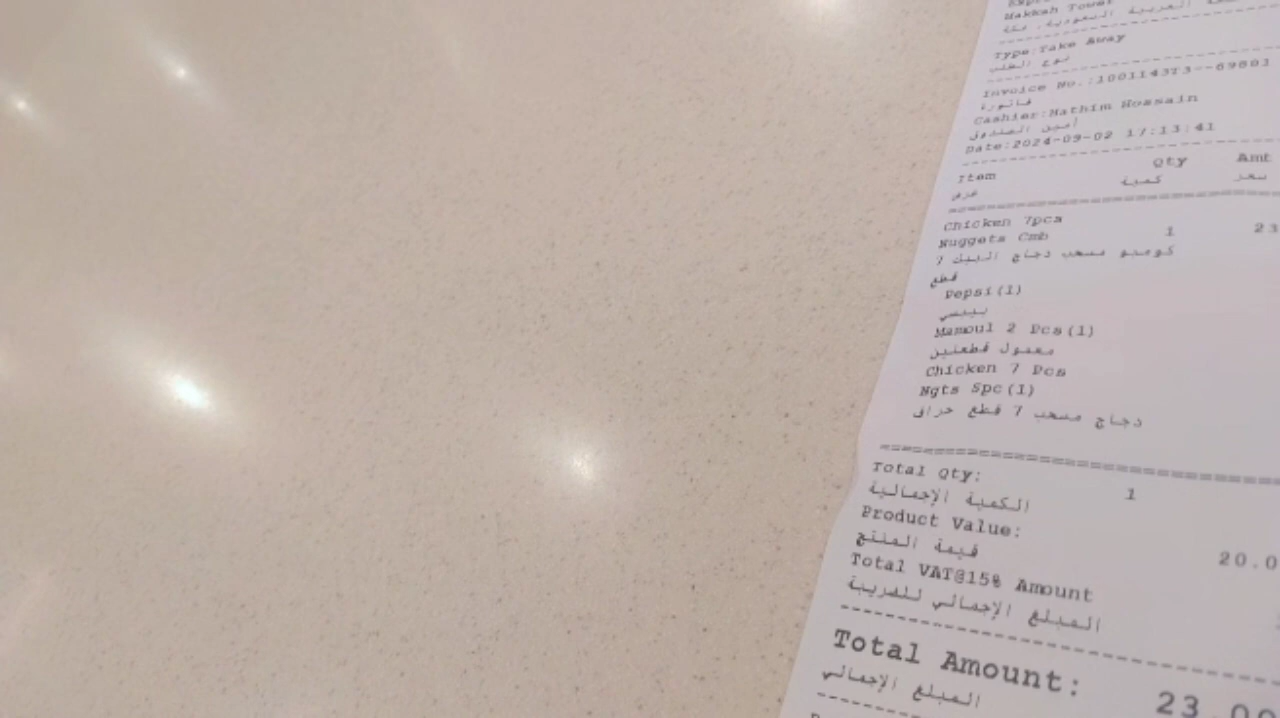 Makkah Tower
Type:Take Away
نوع الطلب
Invoice No.:
فاتورة
Cashier:Hathim Hossain
أمين الصندوق
Date:2024-09-02 17:13:41
Item Qty Amt
عرض كمية سعر
Chicken 7pcs
Nuggets Cmb 1 23
كومبو مسحب دجاج البيك 7
قطع
Pepsi(1)
بيبسي
Mamoul 2 Pcs(1)
معمول قطعتين
Chicken 7 Pcs
Ngts Spc(1)
دجاج مسحب 7 قطع حراق
Total Qty: 1
الكمية الإجمالية
Product Value: 20.0
قيمة المنتج
Total VAT@15% Amount
المبلغ الإجمالي للضريبة
Total Amount: 23.00
المبلغ الإجمالي